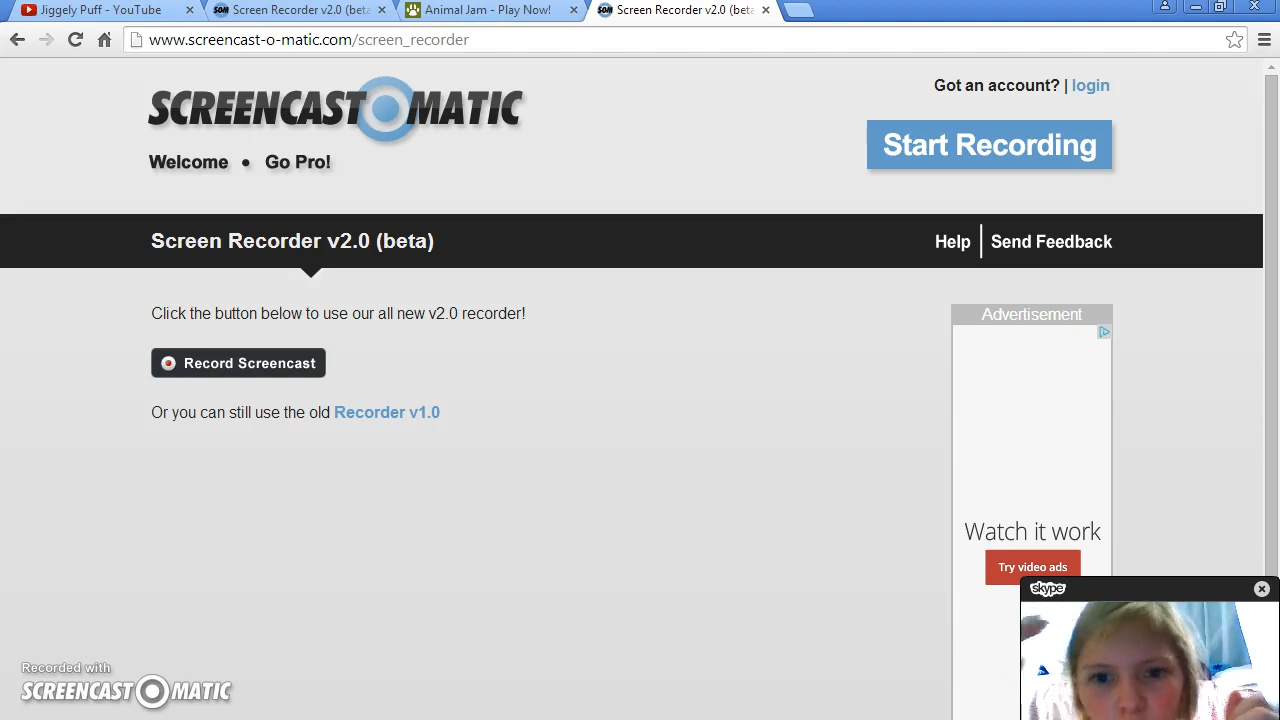 Jiggely Puff - YouTube
Screen Recorder v2.0 (beta
Animal Jam - Play Now!
Screen Recorder v2.0 (beta
www.screencast-o-matic.com/screen_recorder
SCREENCAST O MATIC
Got an account? | login
Start Recording
Welcome • Go Pro!
Screen Recorder v2.0 (beta)
Help
Send Feedback
Click the button below to use our all new v2.0 recorder!
Advertisement
Record Screencast
Or you can still use the old Recorder v1.0
Watch it work
Try video ads
skype
Recorded with
SCREENCAST O MATIC